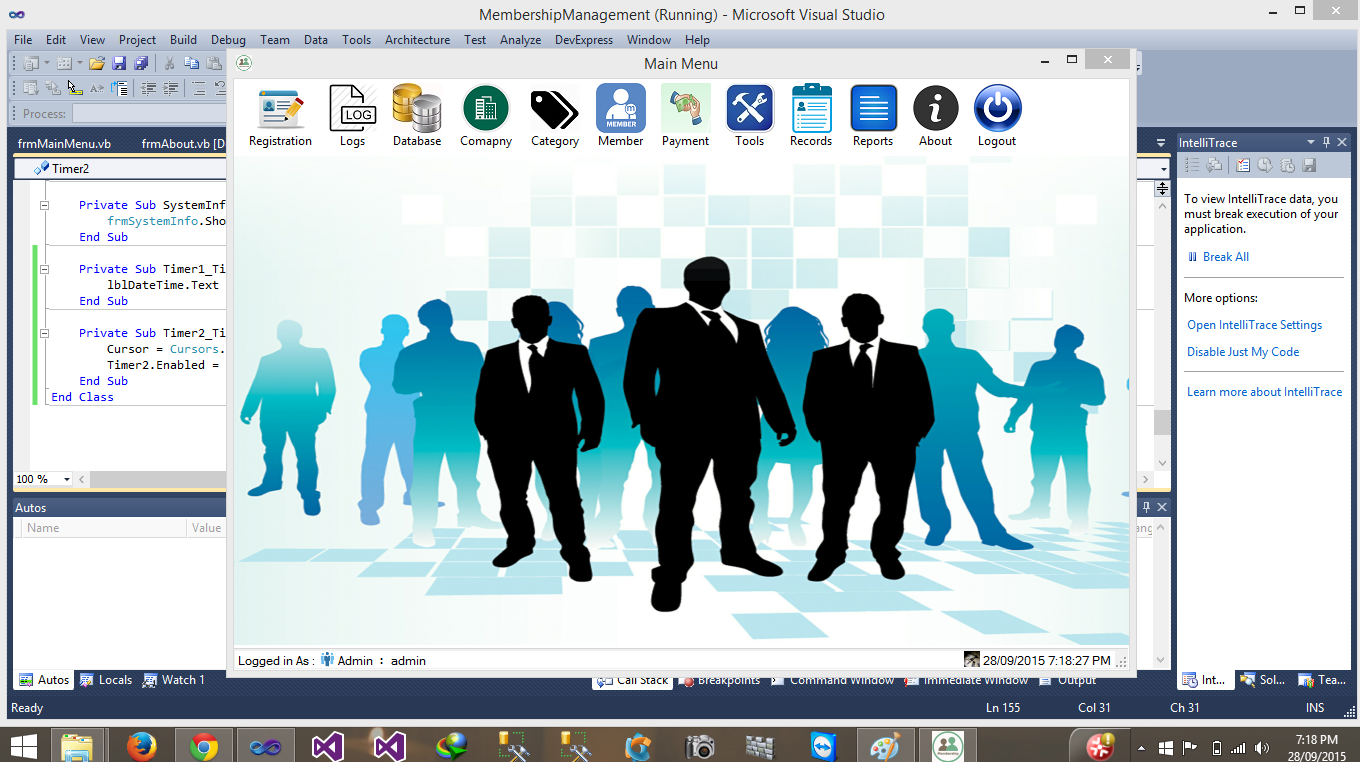 MembershipManagement (Running) - Microsoft Visual Studio
File Edit View Project Build Debug Team Data Tools Architecture Test Analyze DevExpress Window Help
Main Menu
Process:
LOG
MEMBER
Registration Logs Database Comapny Category Member Payment Tools Records Reports About Logout
frmMainMenu.vb frmAbout.vb [D
IntelliTrace
Timer2
To view IntelliTrace data, you
must break execution of your
application.
Break All
More options:
Open IntelliTrace Settings
Disable Just My Code
Learn more about IntelliTrace
Private Sub SystemInf
frmSystemInfo.Sho
End Sub
Private Sub Timer1_Ti
lblDateTime.Text
End Sub
Private Sub Timer2_Ti
Cursor = Cursors.
Timer2.Enabled =
End Sub
End Class
100 %
Autos
Name Value
ang
Logged in As : Admin : admin
28/09/2015 7:18:27 PM
Autos Locals Watch 1 Call Stack Breakpoints Command Window Immediate Window Output Int... Sol... Tea...
Ready Ln 155 Col 31 Ch 31 INS
Membership
7:18 PM
28/09/2015